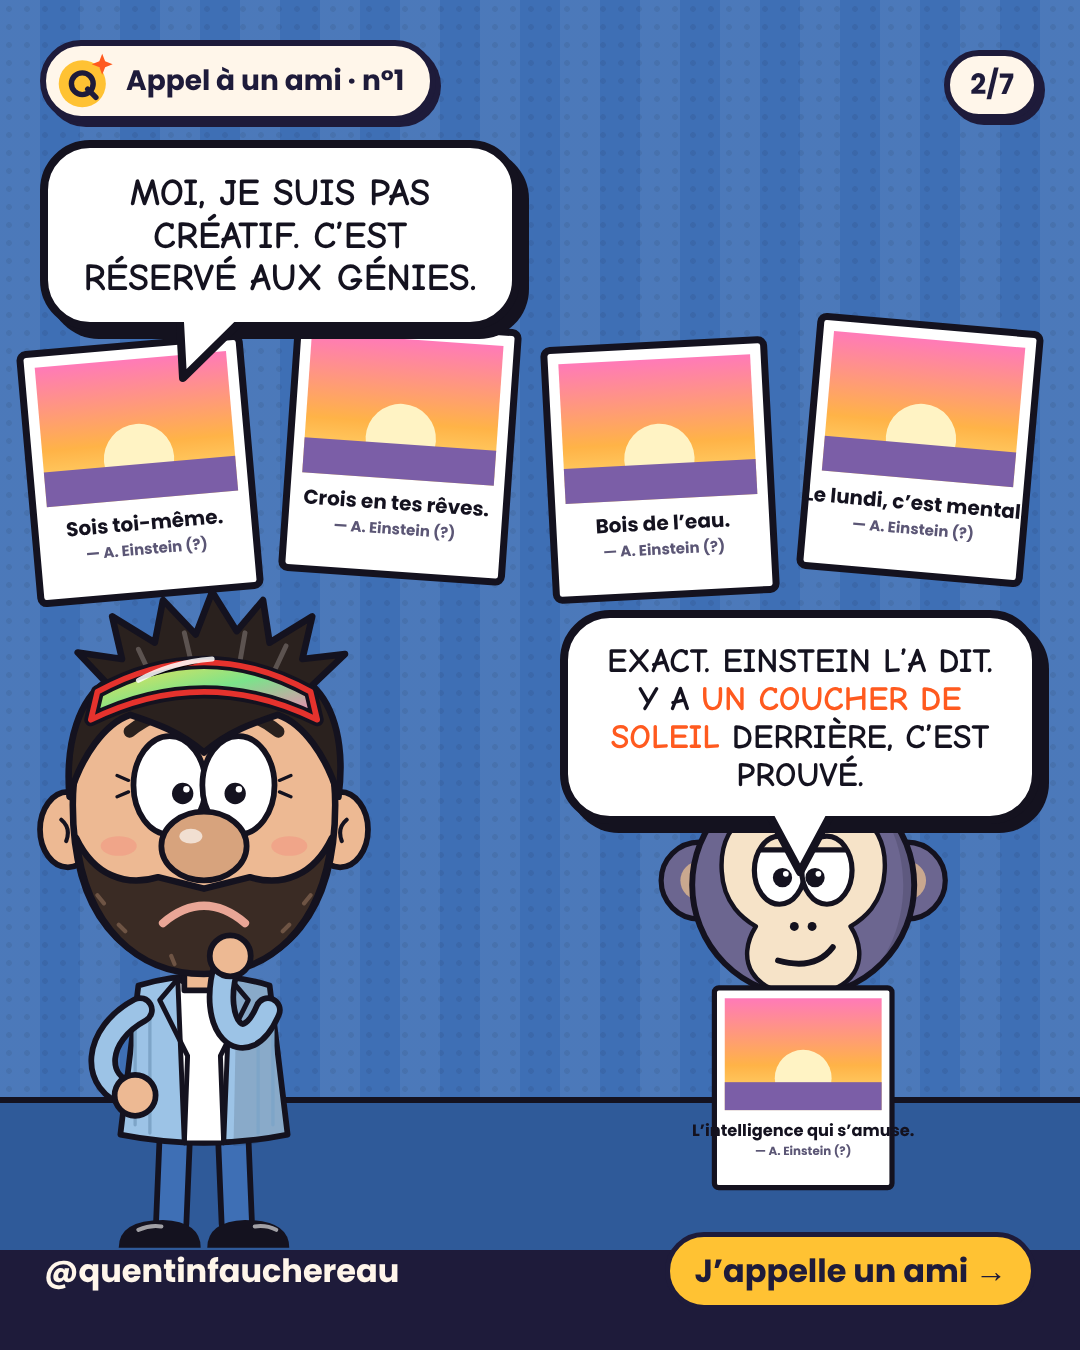 Appel à un ami · n°1
2/7
MOI, JE SUIS PAS
CRÉATIF. C'EST
RÉSERVÉ AUX GÉNIES.
Sois toi-même.
— A. Einstein (?)
Crois en tes rêves.
— A. Einstein (?)
Bois de l’eau.
— A. Einstein (?)
Le lundi, c’est mental
— A. Einstein (?)
EXACT. EINSTEIN L'A DIT.
Y A UN COUCHER DE
SOLEIL DERRIÈRE, C'EST
PROUVÉ.
L’intelligence qui s’amuse.
— A. Einstein (?)
@quentinfauchereau
J’appelle un ami →